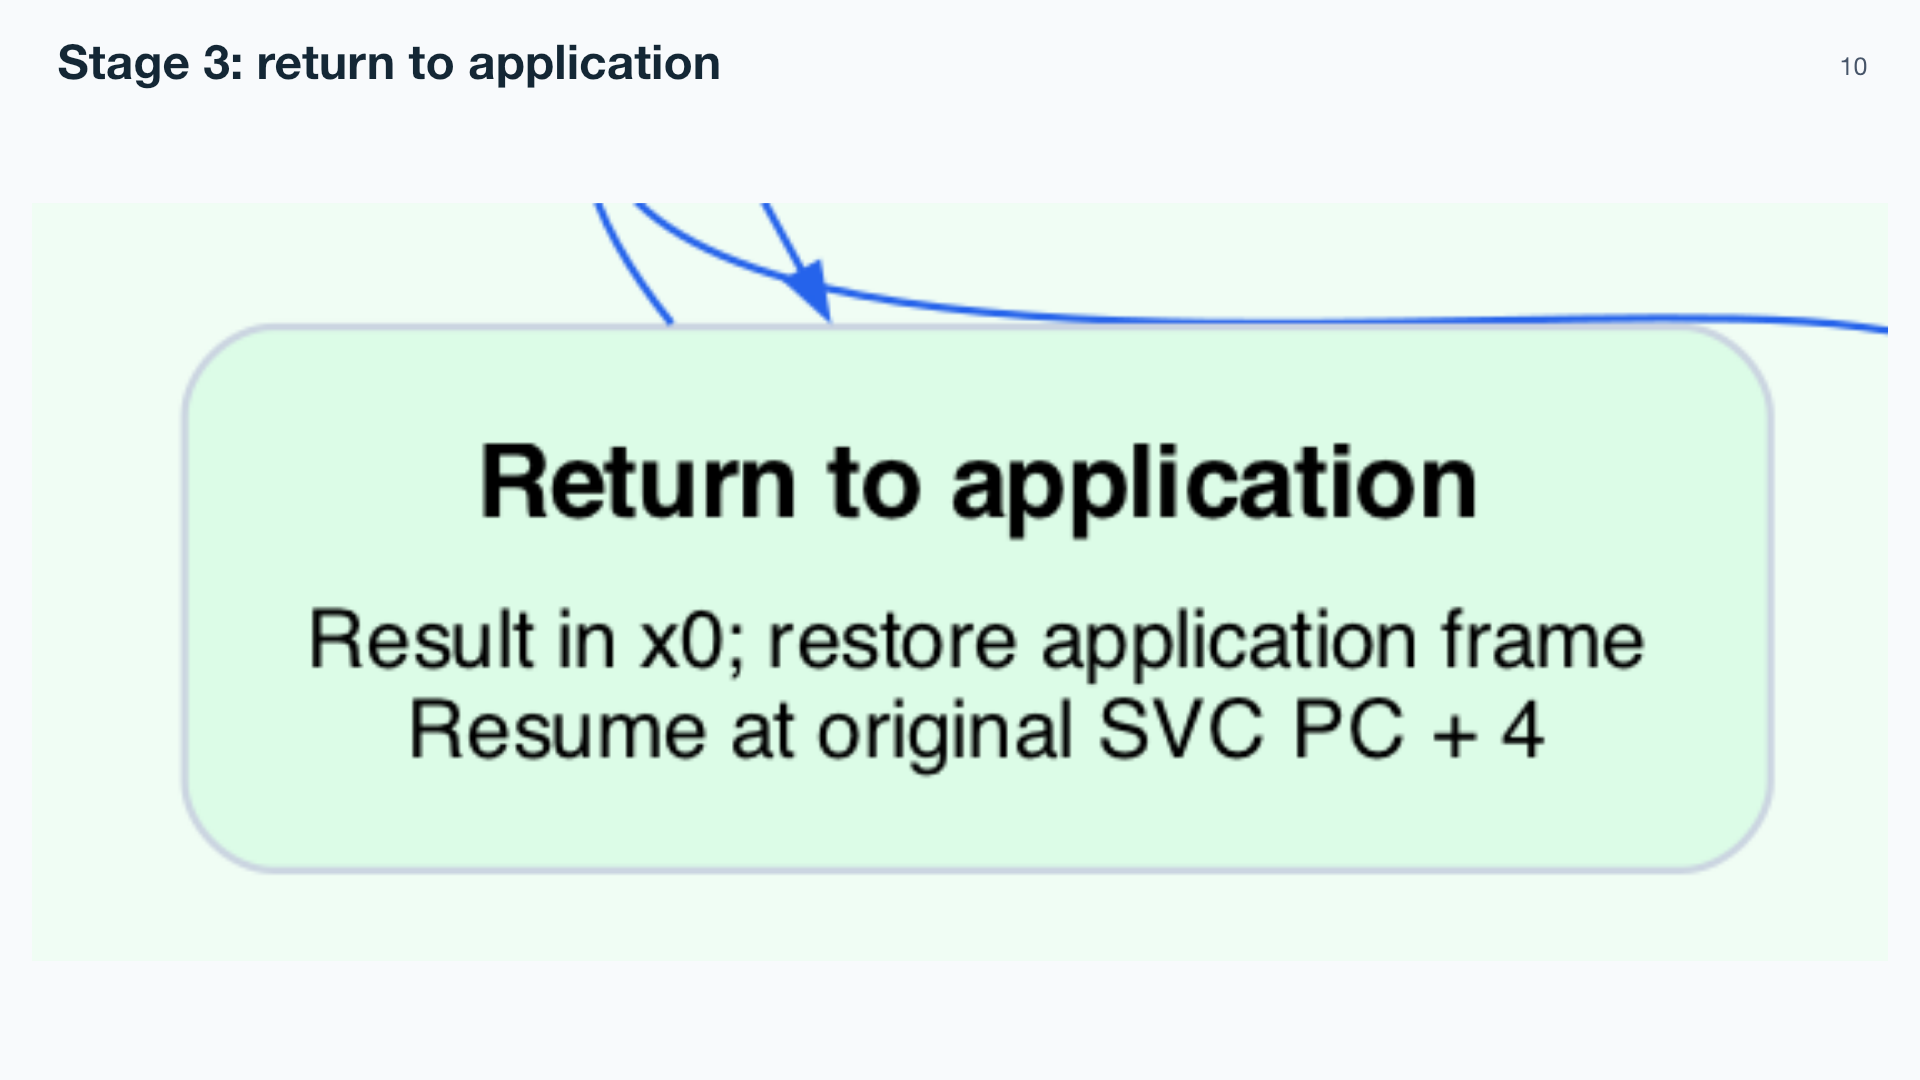 Stage 3: return to application
10
Return to application
Result in x0; restore application frame
Resume at original SVC PC + 4